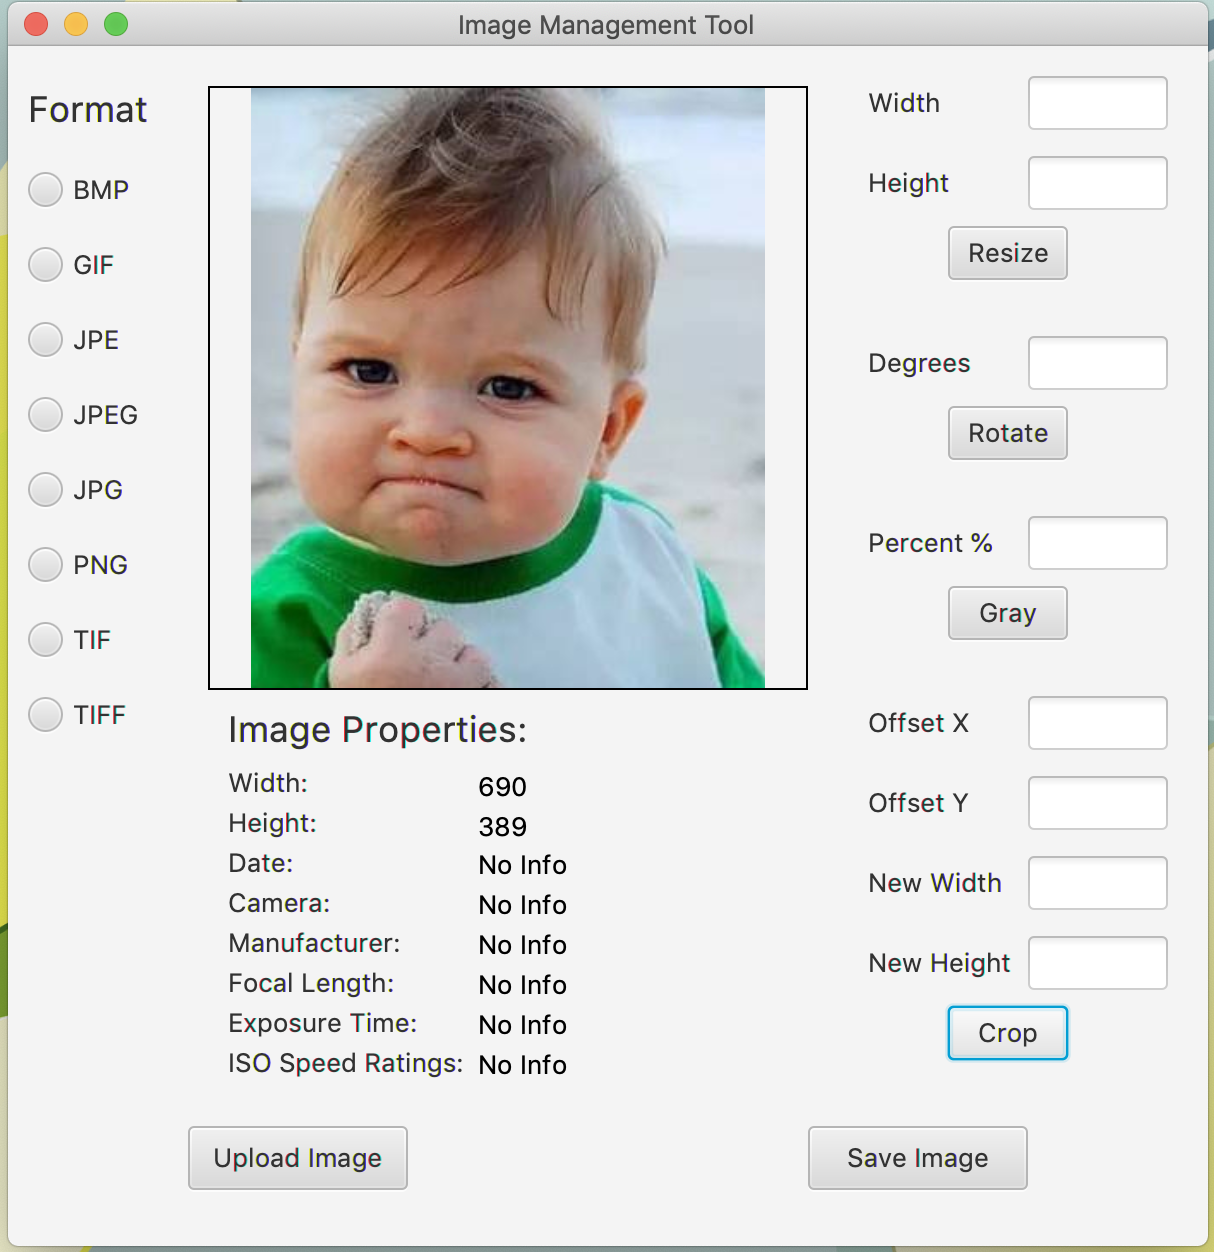 Image Management Tool
Format
BMP
GIF
JPE
JPEG
JPG
PNG
TIF
TIFF
Image Properties:
Width: 690
Height: 389
Date: No Info
Camera: No Info
Manufacturer: No Info
Focal Length: No Info
Exposure Time: No Info
ISO Speed Ratings: No Info
Width
Height
Resize
Degrees
Rotate
Percent %
Gray
Offset X
Offset Y
New Width
New Height
Crop
Upload Image
Save Image